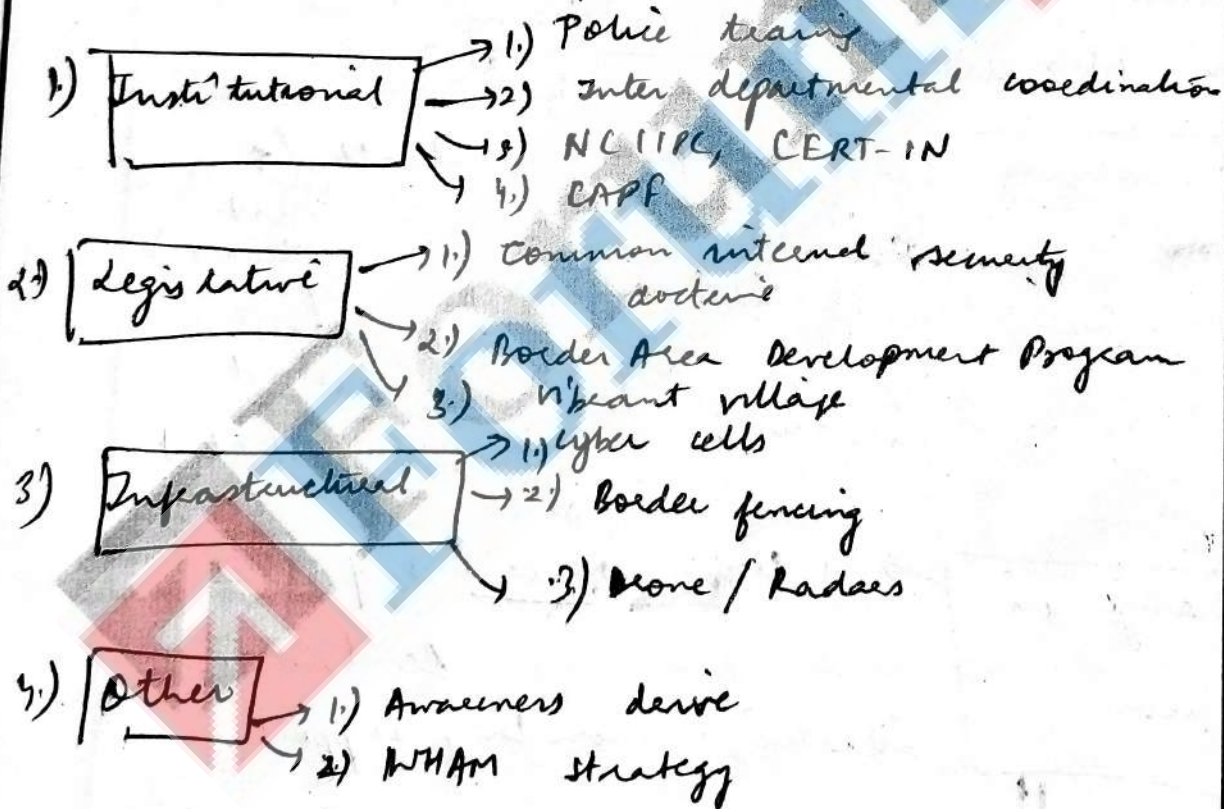 1.) Institutional
1.) Police training
2) Inter departmental coordination
3) NCIIPC, CERT-IN
4.) CAPF
2.) Legislative
1.) Common internal security
doctrine
2.) Border Area Development Program
3.) Vibrant village
3) Infrastructural
1.) Cyber cells
2) Border fencing
3) Drone / Radars
4.) Other
1.) Awareness drive
2) WHAM strategy
Forum